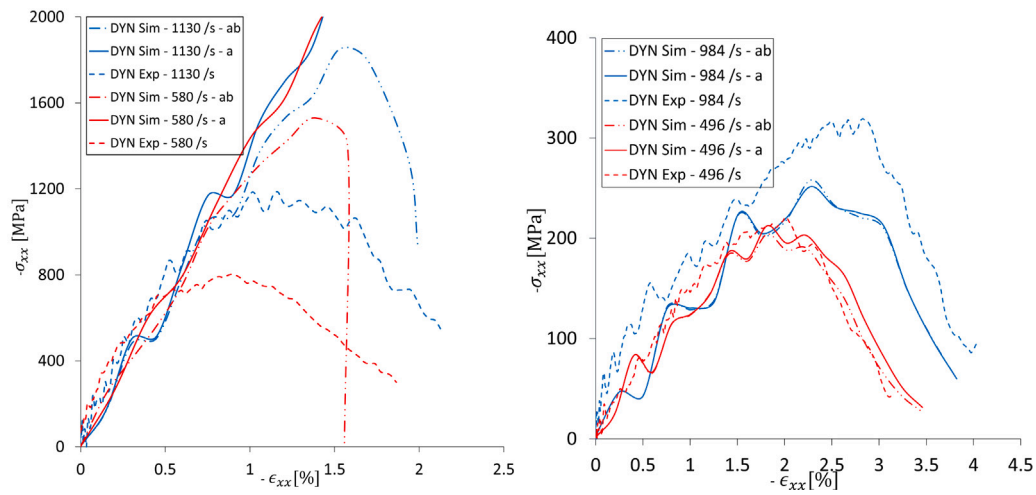 2000
1600
1200
800
400
0
-σxx [MPa]
DYN Sim - 1130 /s - ab
DYN Sim - 1130 /s - a
DYN Exp - 1130 /s
DYN Sim - 580 /s - ab
DYN Sim - 580 /s - a
DYN Exp - 580 /s
0 0.5 1 1.5 2 2.5
- ϵxx[%]
400
300
200
100
0
-σxx [MPa]
DYN Sim - 984 /s - ab
DYN Sim - 984 /s - a
DYN Exp - 984 /s
DYN Sim - 496 /s - ab
DYN Sim - 496 /s - a
DYN Exp - 496 /s
0 0.5 1 1.5 2 2.5 3 3.5 4 4.5
- ϵxx[%]